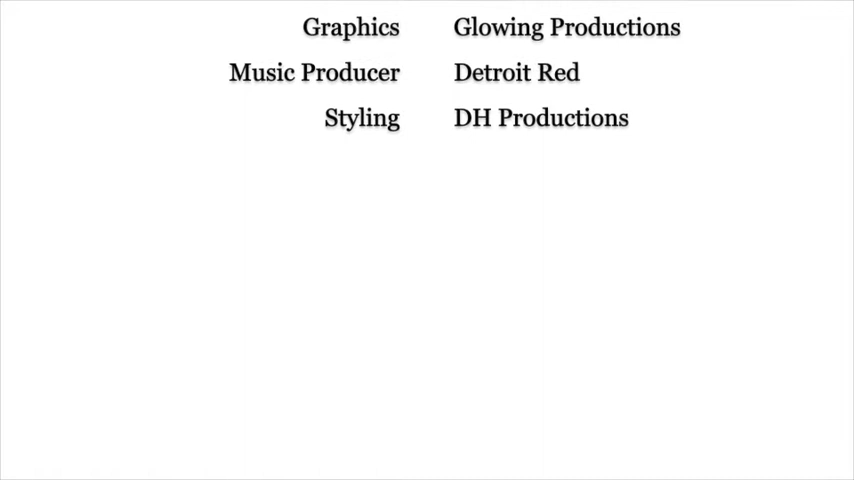 Graphics Glowing Productions
Music Producer Detroit Red
Styling DH Productions